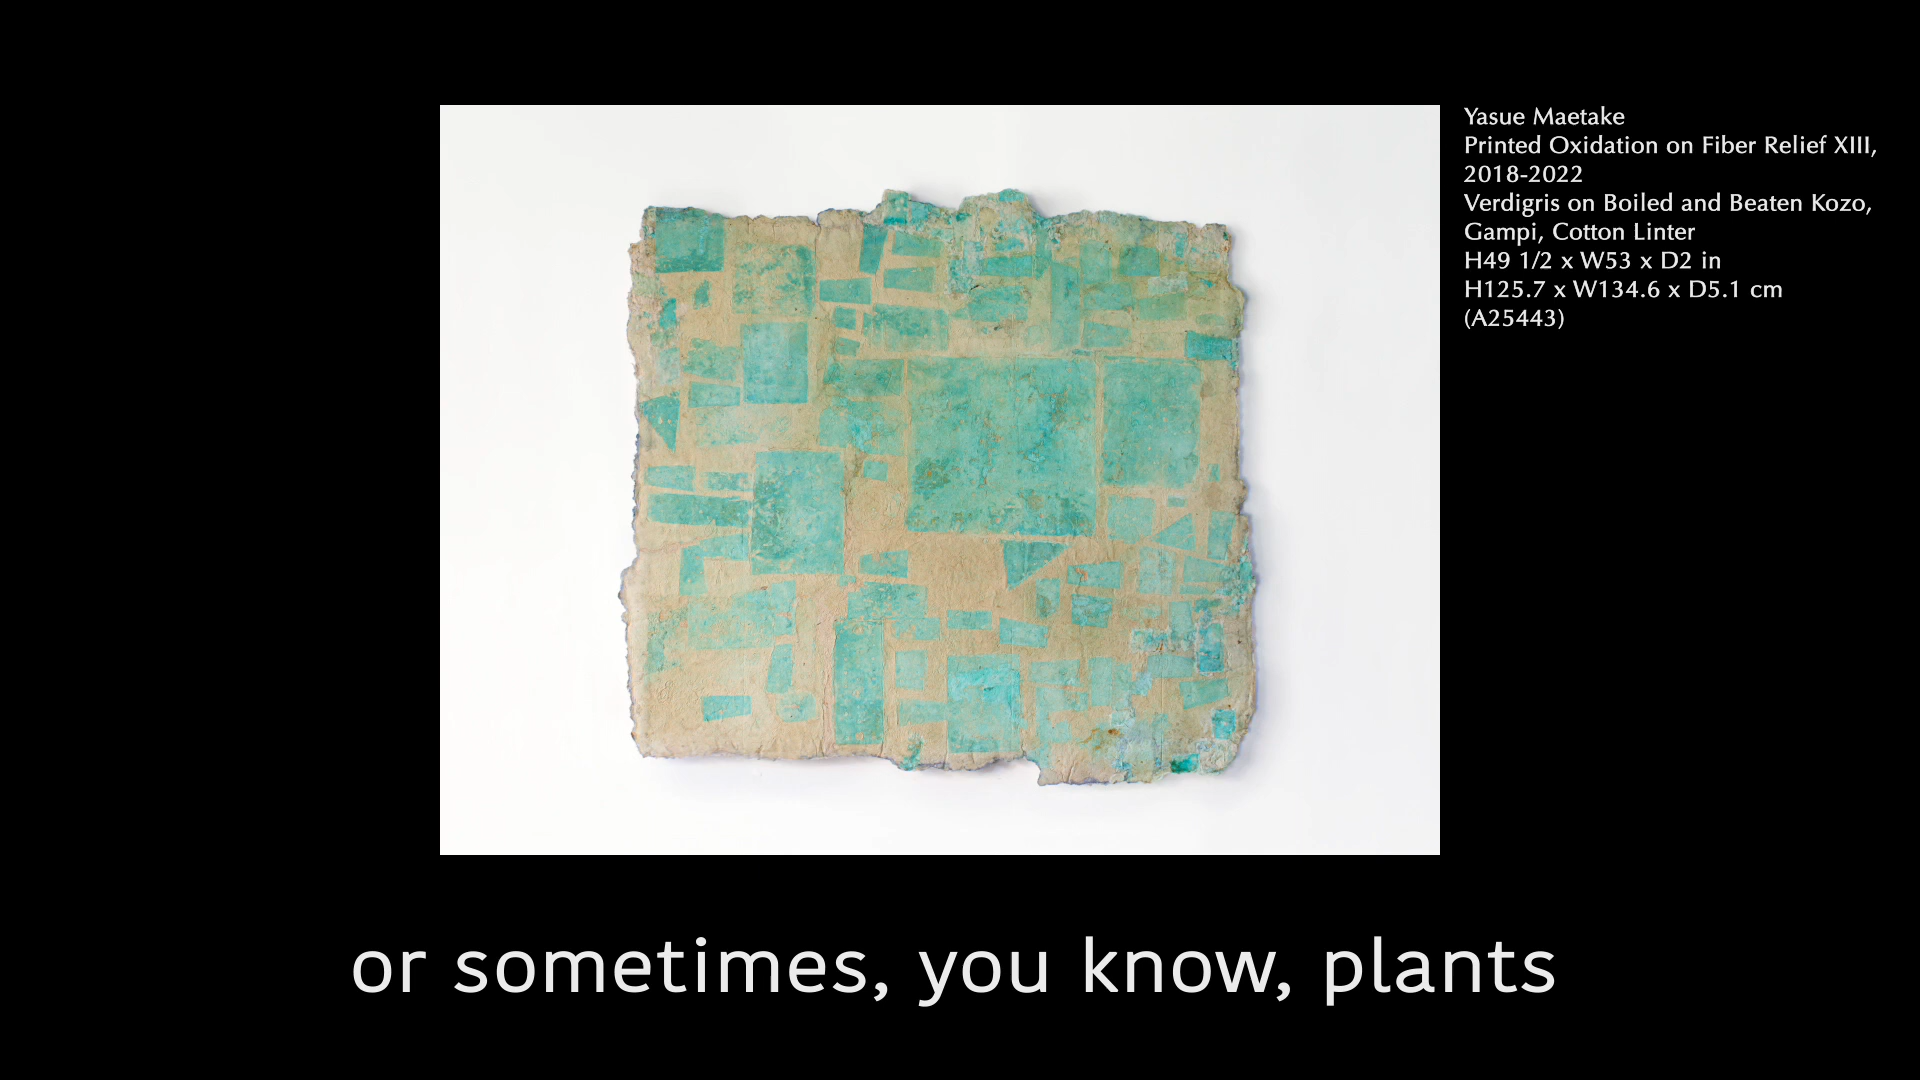 Yasue Maetake
Printed Oxidation on Fiber Relief XIII,
2018-2022
Verdigris on Boiled and Beaten Kozo,
Gampi, Cotton Linter
H49 1/2 x W53 x D2 in
H125.7 x W134.6 x D5.1 cm
(A25443)
or sometimes, you know, plants